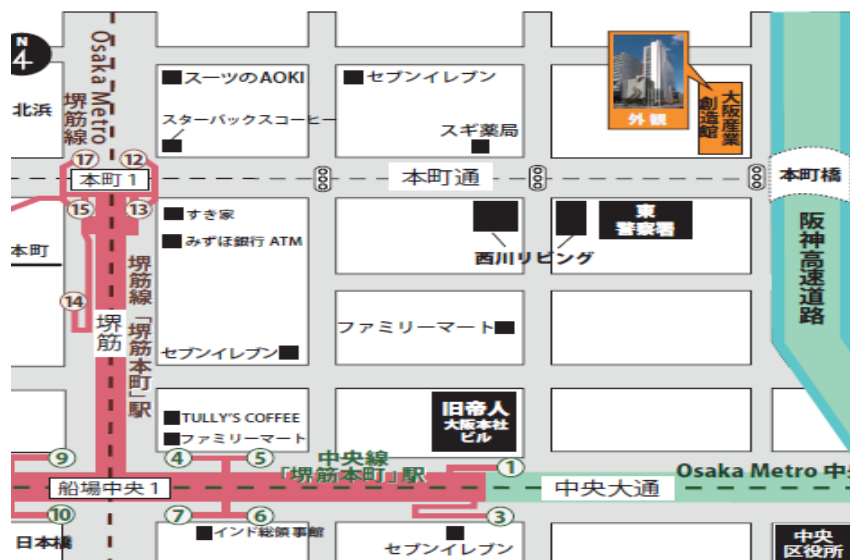 N
4
北浜
Osaka Metro
堺筋線
スーツのAOKI
スターバックスコーヒー
セブンイレブン
スギ薬局
外観
大阪産業
創造館
17
12
本町1
15
13
本町通
本町橋
すき家
みずほ銀行 ATM
西川リビング
東
警察署
阪神高速道路
本町
14
堺筋
堺筋線「堺筋本町」駅
ファミリーマート
セブンイレブン
TULLY'S COFFEE
ファミリーマート
旧帝人
大阪本社
ビル
9
4
5
中央線
「堺筋本町」駅
1
Osaka Metro 中央
船場中央1
中央大通
10
7
6
3
日本橋
インド総領事館
セブンイレブン
中央
区役所